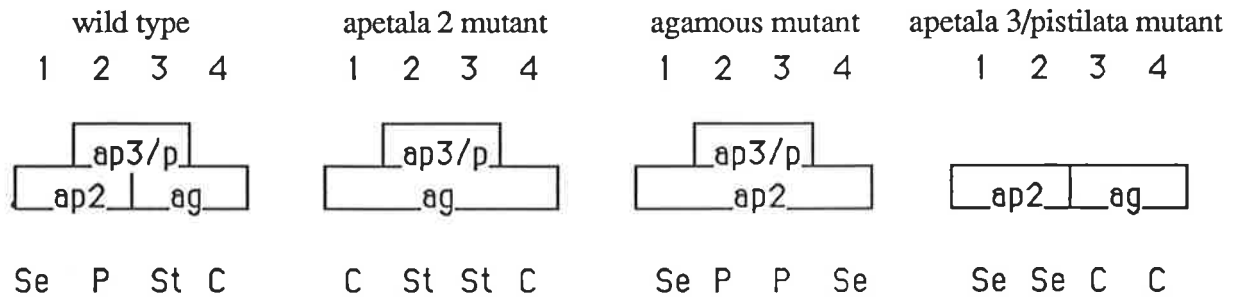 wild type apetala 2 mutant agamous mutant apetala 3/pistilata mutant
1 2 3 4 1 2 3 4 1 2 3 4 1 2 3 4
ap3/p ap3/p ap3/p
ap2 ag ag ap2 ap2 ag
Se P St C C St St C Se P P Se Se Se C C